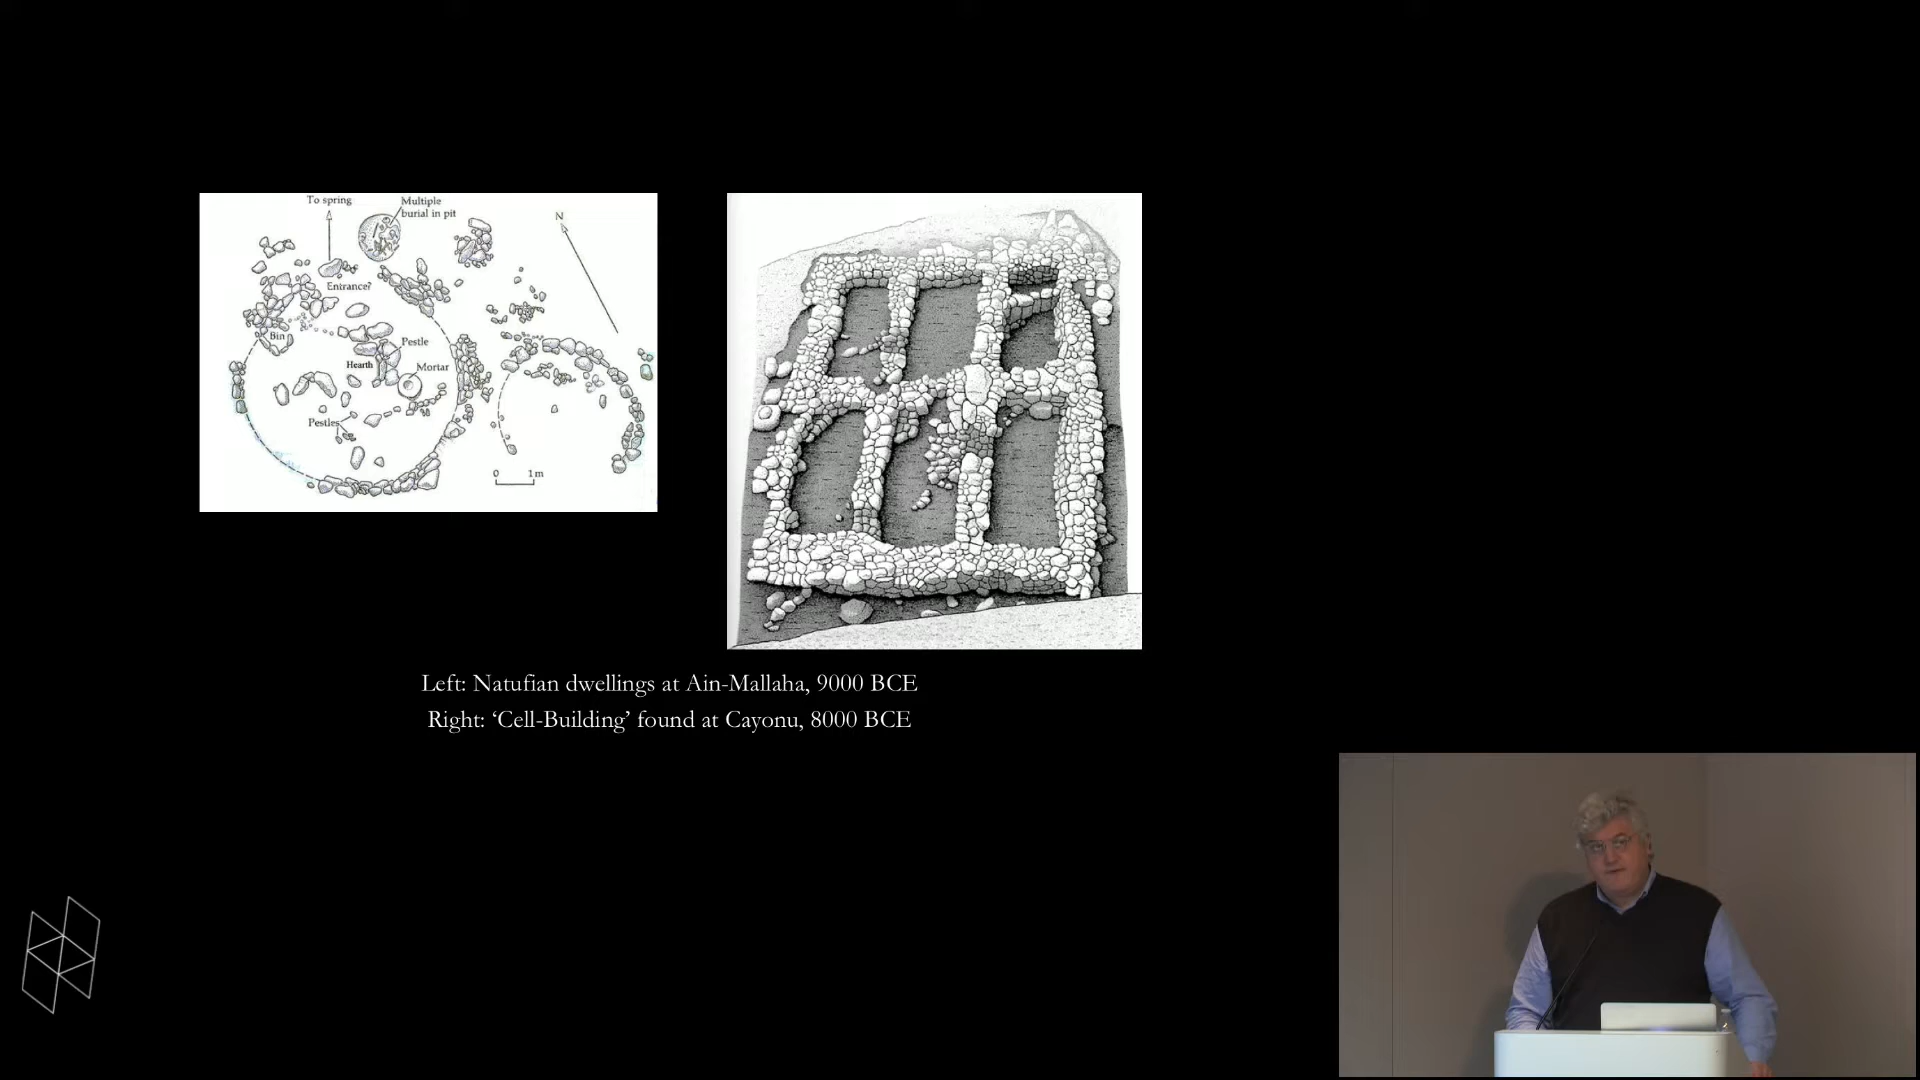 To spring
Multiple
burial in pit
N
Entrance?
Bin
Pestle
Hearth
Mortar
Pestles
0 1m
Left: Natufian dwellings at Ain-Mallaha, 9000 BCE
Right: ‘Cell-Building’ found at Cayonu, 8000 BCE